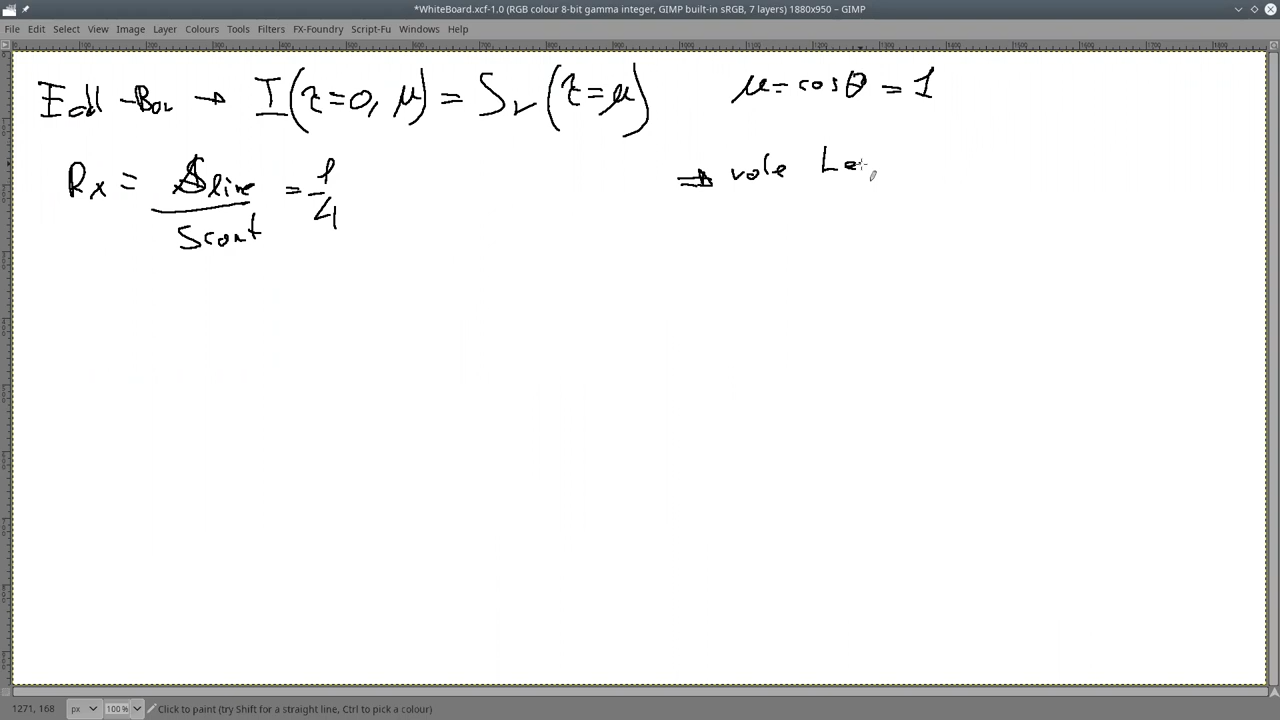 *WhiteBoard.xcf-1.0 (RGB colour 8-bit gamma integer, GIMP built-in sRGB, 7 layers) 1880x950 – GIMP
File Edit Select View Image Layer Colours Tools Filters FX-Foundry Script-Fu Windows Help
Edd-Bar → I(τ=0, μ) = Sν(τ=μ) μ=cosθ = 1
Rx = Sline / Scont = 1/4 ⇒ vale
1271, 168 px 100% Click to paint (try Shift for a straight line, Ctrl to pick a colour)